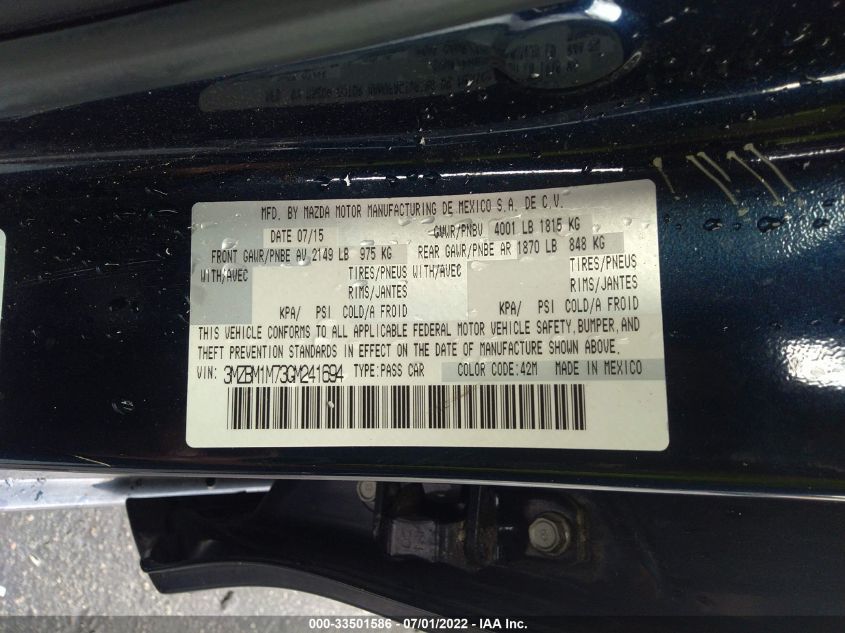 MFD. BY MAZDA MOTOR MANUFACTURING DE MEXICO S.A. DE C.V.
DATE 07/15 GVWR/PNBV 4001 LB 1815 KG
FRONT GAWR/PNBE AV 2149 LB 975 KG REAR GAWR/PNBE AR 1870 LB 848 KG
WITH/AVEC TIRES/PNEUS WITH/AVEC TIRES/PNEUS
RIMS/JANTES RIMS/JANTES
KPA/ PSI COLD/A FROID KPA/ PSI COLD/A FROID
THIS VEHICLE CONFORMS TO ALL APPLICABLE FEDERAL MOTOR VEHICLE SAFETY,BUMPER,AND
THEFT PREVENTION STANDARDS IN EFFECT ON THE DATE OF MANUFACTURE SHOWN ABOVE.
VIN: 3MZBM1M73GM241694 TYPE:PASS CAR COLOR CODE:42M MADE IN MEXICO
000-33501586 - 07/01/2022 - IAA Inc.